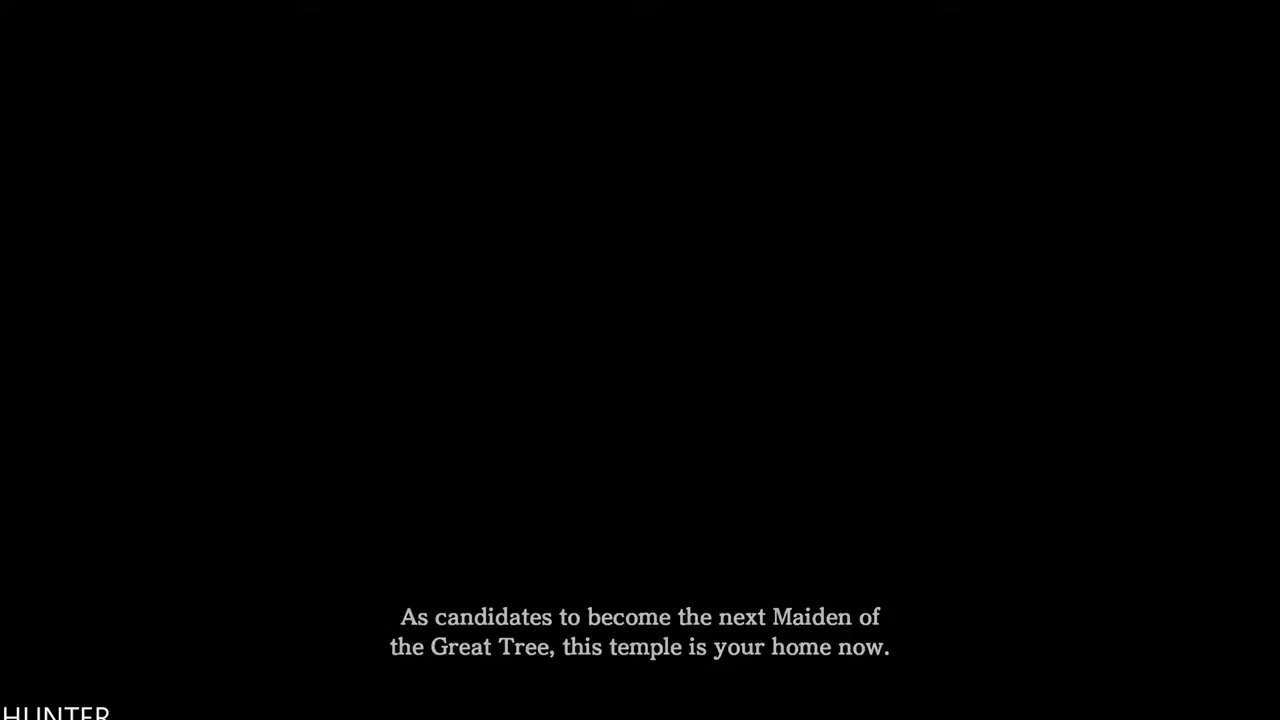 As candidates to become the next Maiden of
the Great Tree, this temple is your home now.
HUNTER